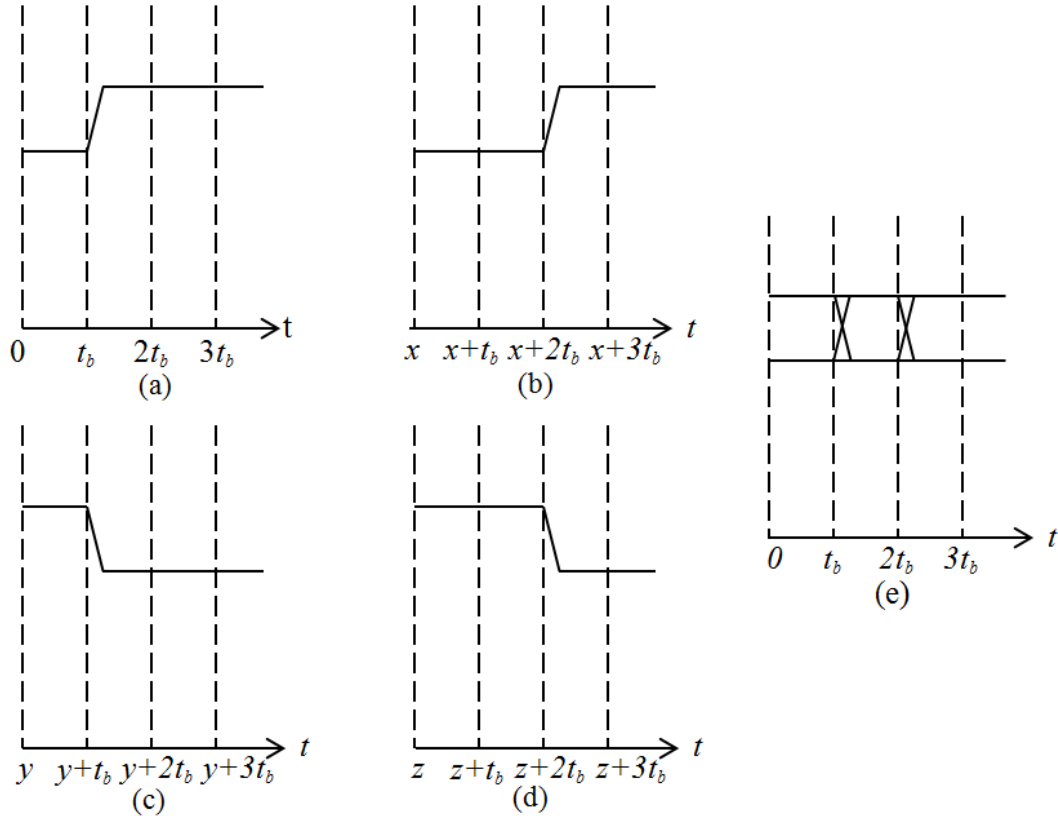 t
0 t_b 2t_b 3t_b
(a)
t
x x+t_b x+2t_b x+3t_b
(b)
t
y y+t_b y+2t_b y+3t_b
(c)
t
z z+t_b z+2t_b z+3t_b
(d)
t
0 t_b 2t_b 3t_b
(e)